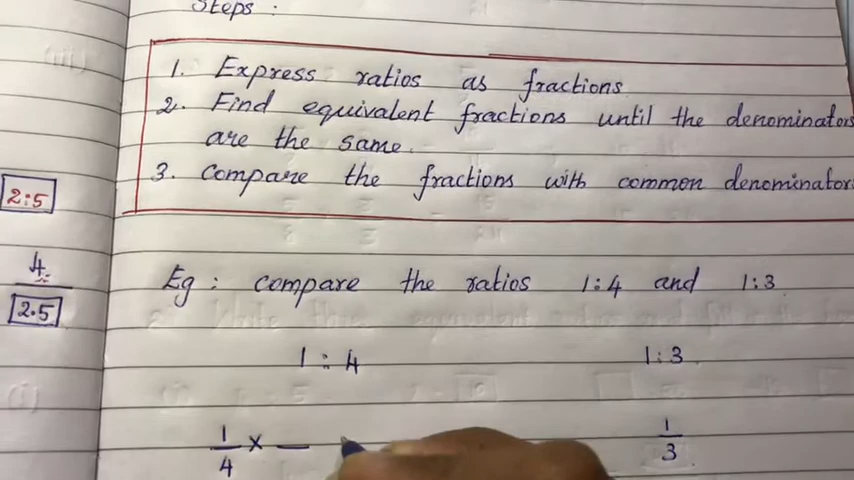 Steps :
1. Express ratios as fractions.
2. Find equivalent fractions until the denominators
are the same.
3. compare the fractions with common denominator.
2:5
4
2.5
Eg : compare the ratios 1:4 and 1:3
1 : 4 1:3
1/4 × — 1/3